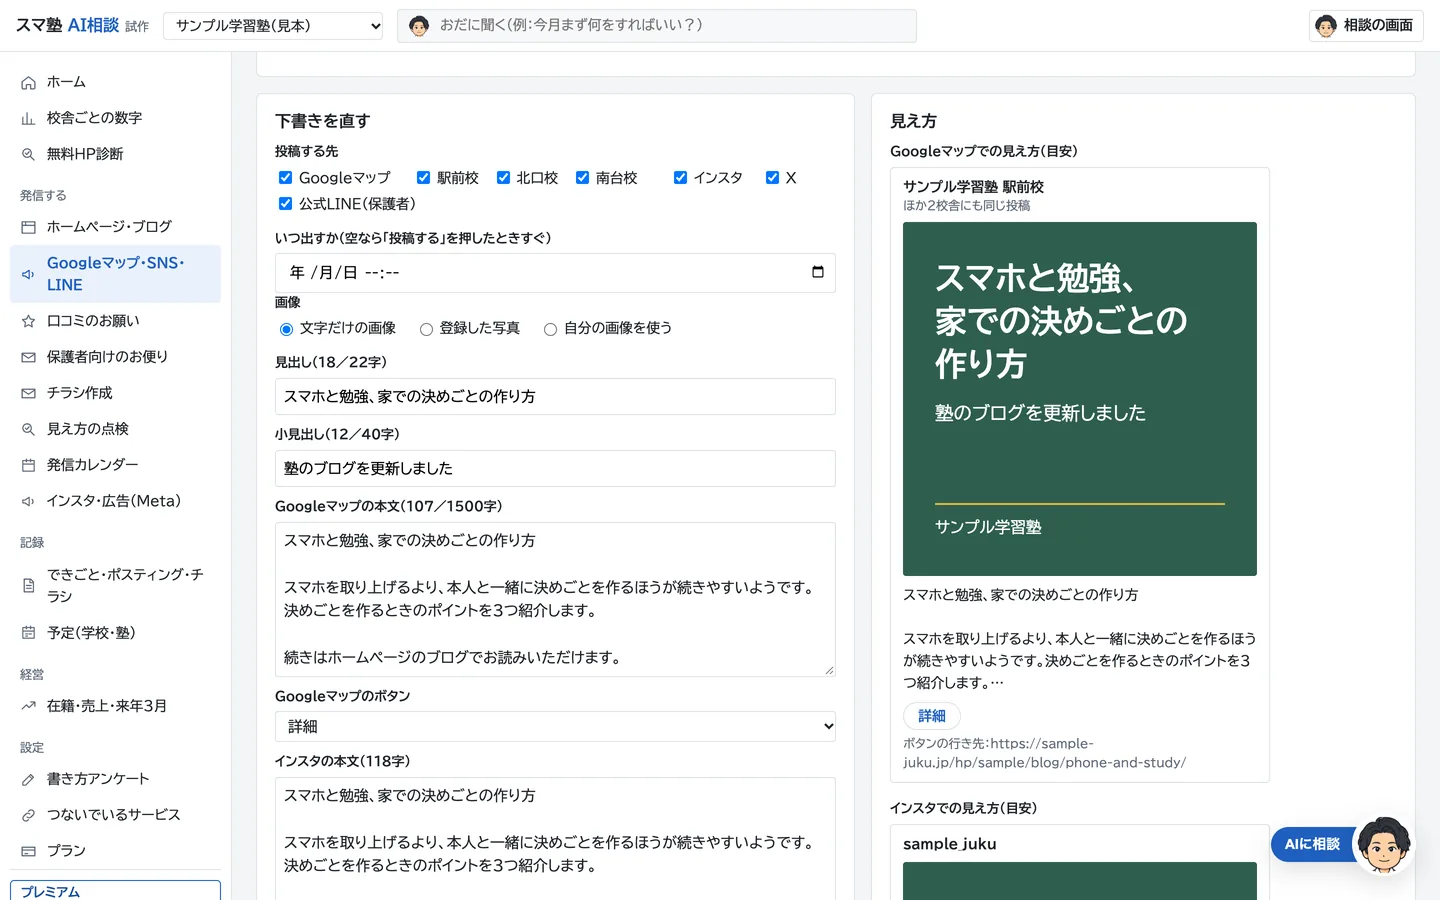 スマ塾 AI相談 試作
サンプル学習塾(見本)
おだに聞く(例:今月まず何をすればいい?)
相談の画面
ホーム
校舎ごとの数字
無料HP診断
発信する
ホームページ・ブログ
Googleマップ・SNS・
LINE
口コミのお願い
保護者向けのお便り
チラシ作成
見え方の点検
発信カレンダー
インスタ・広告(Meta)
記録
できごと・ポスティング・チ
ラシ
予定(学校・塾)
経営
在籍・売上・来年3月
設定
書き方アンケート
つないでいるサービス
プラン
プレミアム
下書きを直す
投稿する先
Googleマップ 駅前校 北口校 南台校 インスタ X
公式LINE(保護者)
いつ出すか(空なら「投稿する」を押したときすぐ)
年 /月/日 --:--
画像
文字だけの画像 登録した写真 自分の画像を使う
見出し(18/22字)
スマホと勉強、家での決めごとの作り方
小見出し(12/40字)
塾のブログを更新しました
Googleマップの本文(107/1500字)
スマホと勉強、家での決めごとの作り方
スマホを取り上げるより、本人と一緒に決めごとを作るほうが続きやすいようです。
決めごとを作るときのポイントを3つ紹介します。
続きはホームページのブログでお読みいただけます。
Googleマップのボタン
詳細
インスタの本文(118字)
スマホと勉強、家での決めごとの作り方
スマホを取り上げるより、本人と一緒に決めごとを作るほうが続きやすいようです。
決めごとを作るときのポイントを3つ紹介します。
見え方
Googleマップでの見え方(目安)
サンプル学習塾 駅前校
ほか2校舎にも同じ投稿
スマホと勉強、
家での決めごとの
作り方
塾のブログを更新しました
サンプル学習塾
スマホと勉強、家での決めごとの作り方
スマホを取り上げるより、本人と一緒に決めごとを作るほう
が続きやすいようです。決めごとを作るときのポイントを3
つ紹介します。…
詳細
ボタンの行き先:https://sample-
juku.jp/hp/sample/blog/phone-and-study/
インスタでの見え方(目安)
sample_juku
AIに相談